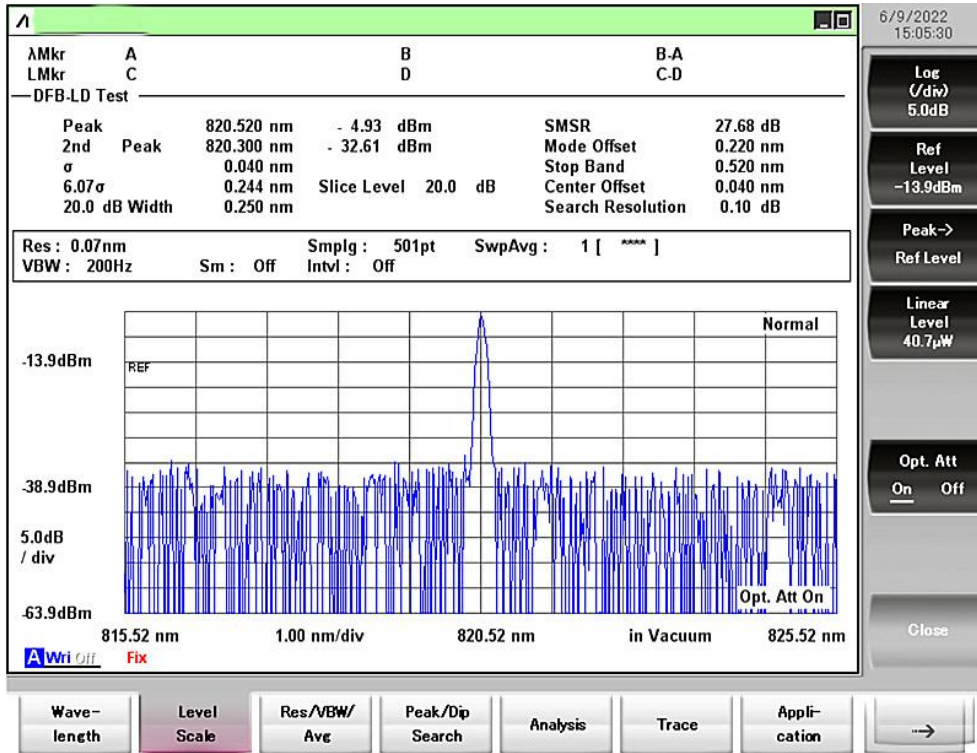 6/9/2022
15:05:30
λMkr A B B-A
LMkr C D C-D
DFB-LD Test
Peak 820.520 nm - 4.93 dBm SMSR 27.68 dB
2nd Peak 820.300 nm - 32.61 dBm Mode Offset 0.220 nm
σ 0.040 nm Stop Band 0.520 nm
6.07σ 0.244 nm Slice Level 20.0 dB Center Offset 0.040 nm
20.0 dB Width 0.250 nm Search Resolution 0.10 dB
Res : 0.07nm Smplg : 501pt SwpAvg : 1 [ **** ]
VBW : 200Hz Sm : Off Intvl : Off
Normal
-13.9dBm
REF
-38.9dBm
5.0dB
/ div
Opt. Att On
-63.9dBm
815.52 nm 1.00 nm/div 820.52 nm in Vacuum 825.52 nm
A Wri Off Fix
Log
(/div)
5.0dB
Ref
Level
-13.9dBm
Peak->
Ref Level
Linear
Level
40.7μW
Opt. Att
On Off
Close
Wave-
length
Level
Scale
Res/VBW/
Avg
Peak/Dip
Search
Analysis
Trace
Appli-
cation